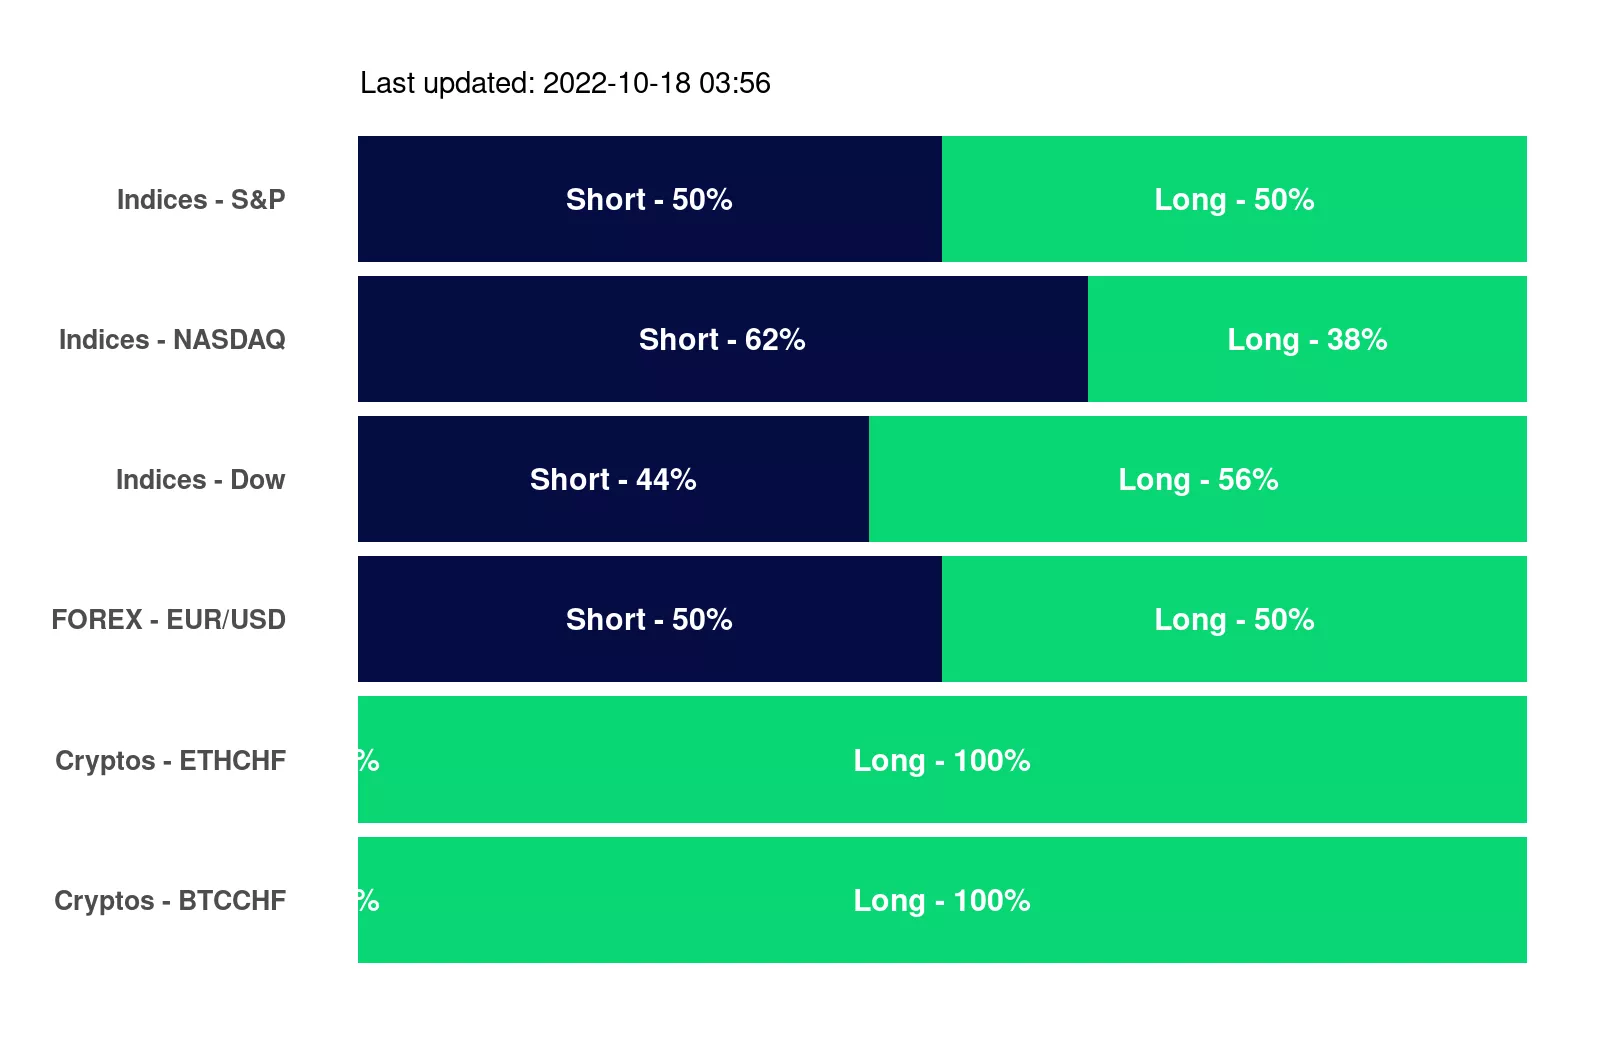 Last updated: 2022-10-18 03:56
Indices - S&P Short - 50% Long - 50%
Indices - NASDAQ Short - 62% Long - 38%
Indices - Dow Short - 44% Long - 56%
FOREX - EUR/USD Short - 50% Long - 50%
Cryptos - ETHCHF % Long - 100%
Cryptos - BTCCHF % Long - 100%